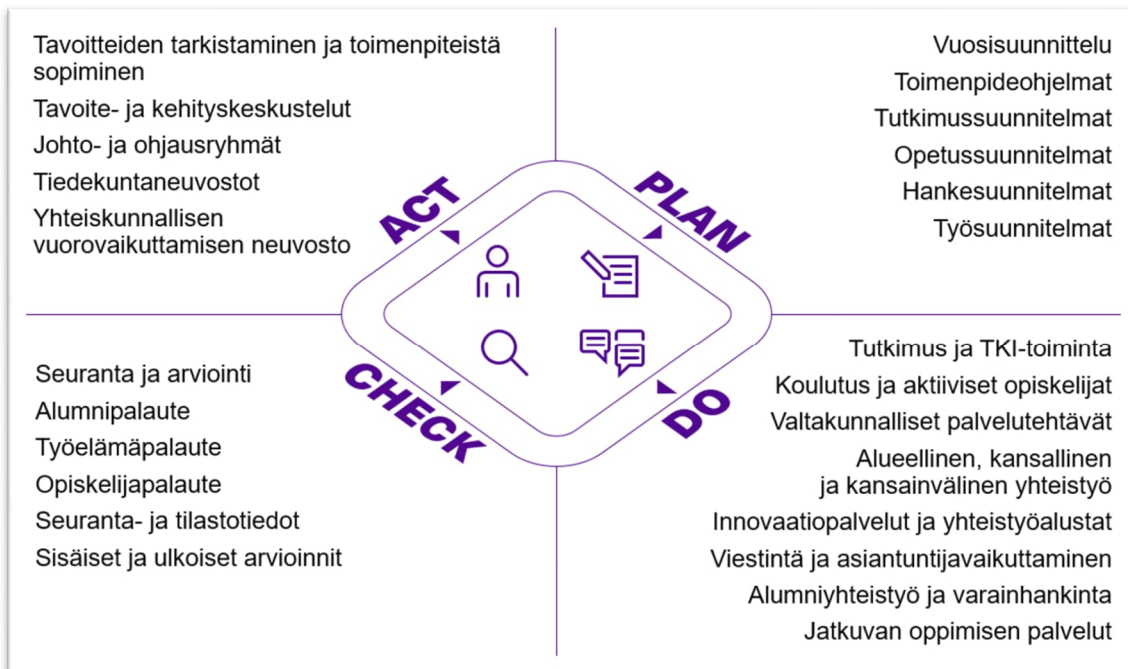 Tavoitteiden tarkistaminen ja toimenpiteistä
sopiminen
Tavoite- ja kehityskeskustelut
Johto- ja ohjausryhmät
Tiedekuntaneuvostot
Yhteiskunnallisen
vuorovaikuttamisen neuvosto
ACT
PLAN
Vuosisuunnittelu
Toimenpideohjelmat
Tutkimussuunnitelmat
Opetussuunnitelmat
Hankesuunnitelmat
Työsuunnitelmat
Seuranta ja arviointi
Alumnipalaute
Työelämäpalaute
Opiskelijapalaute
Seuranta- ja tilastotiedot
Sisäiset ja ulkoiset arvioinnit
CHECK
DO
Tutkimus ja TKI-toiminta
Koulutus ja aktiiviset opiskelijat
Valtakunnalliset palvelutehtävät
Alueellinen, kansallinen
ja kansainvälinen yhteistyö
Innovaatiopalvelut ja yhteistyöalustat
Viestintä ja asiantuntijavaikuttaminen
Alumniyhteistyö ja varainhankinta
Jatkuvan oppimisen palvelut